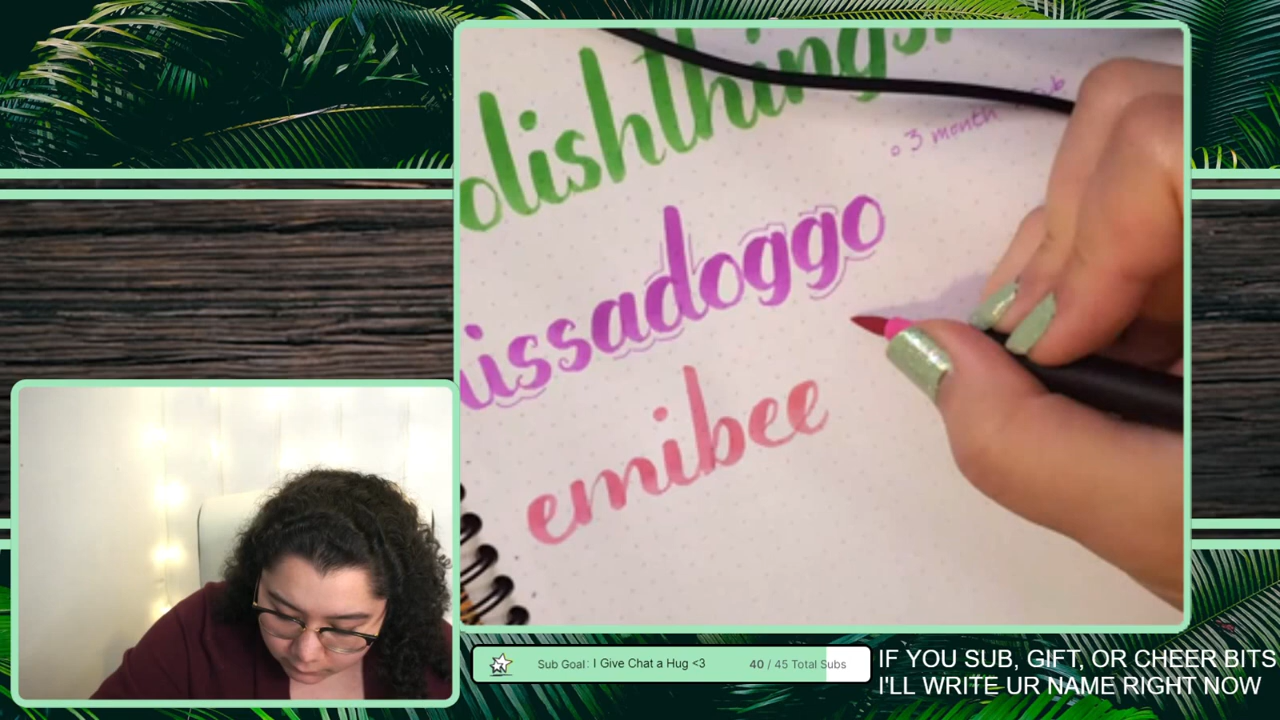 olishthings
3 month sub
issadoggo
emibee
Sub Goal: I Give Chat a Hug <3 40 / 45 Total Subs
IF YOU SUB, GIFT, OR CHEER BITS
I'LL WRITE UR NAME RIGHT NOW